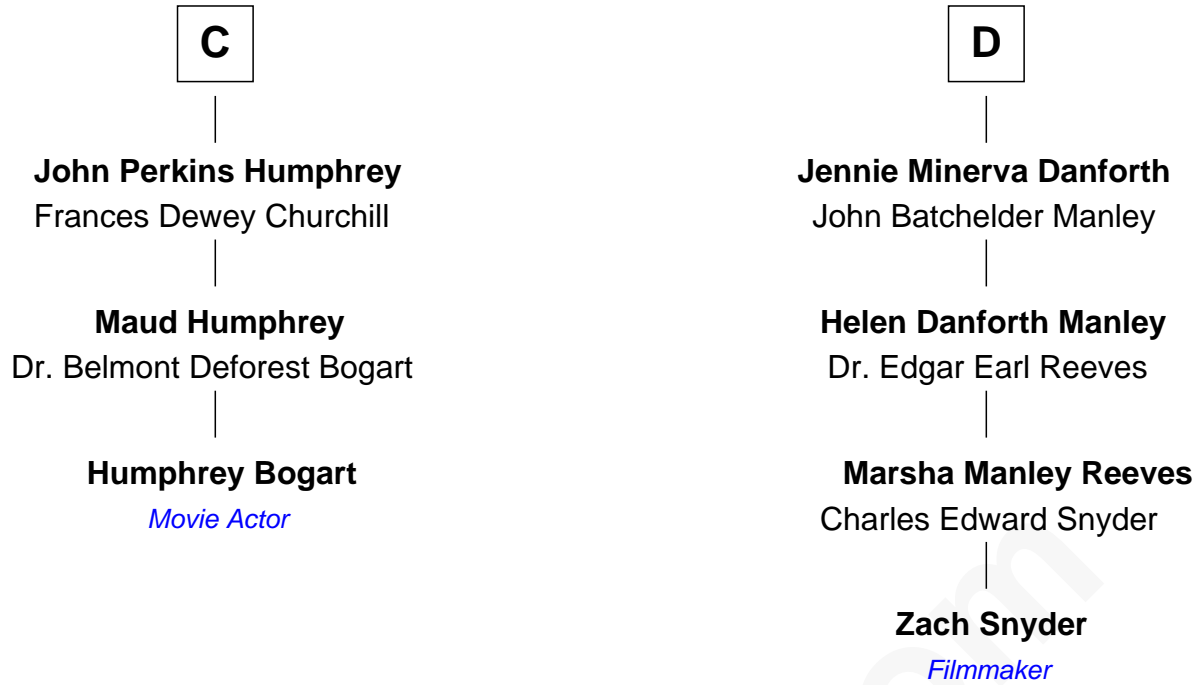 C
John Perkins Humphrey
Frances Dewey Churchill
Maud Humphrey
Dr. Belmont Deforest Bogart
Humphrey Bogart
Movie Actor
D
Jennie Minerva Danforth
John Batchelder Manley
Helen Danforth Manley
Dr. Edgar Earl Reeves
Marsha Manley Reeves
Charles Edward Snyder
Zach Snyder
Filmmaker